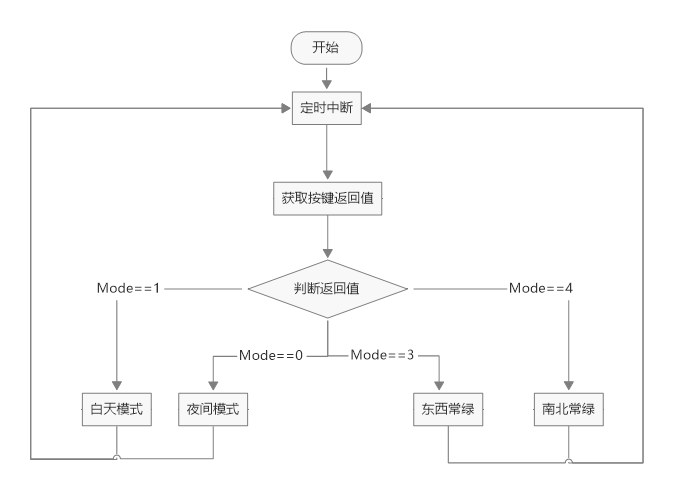 开始
定时中断
获取按键返回值
判断返回值
Mode==1
Mode==4
Mode==0
Mode==3
白天模式
夜间模式
东西常绿
南北常绿